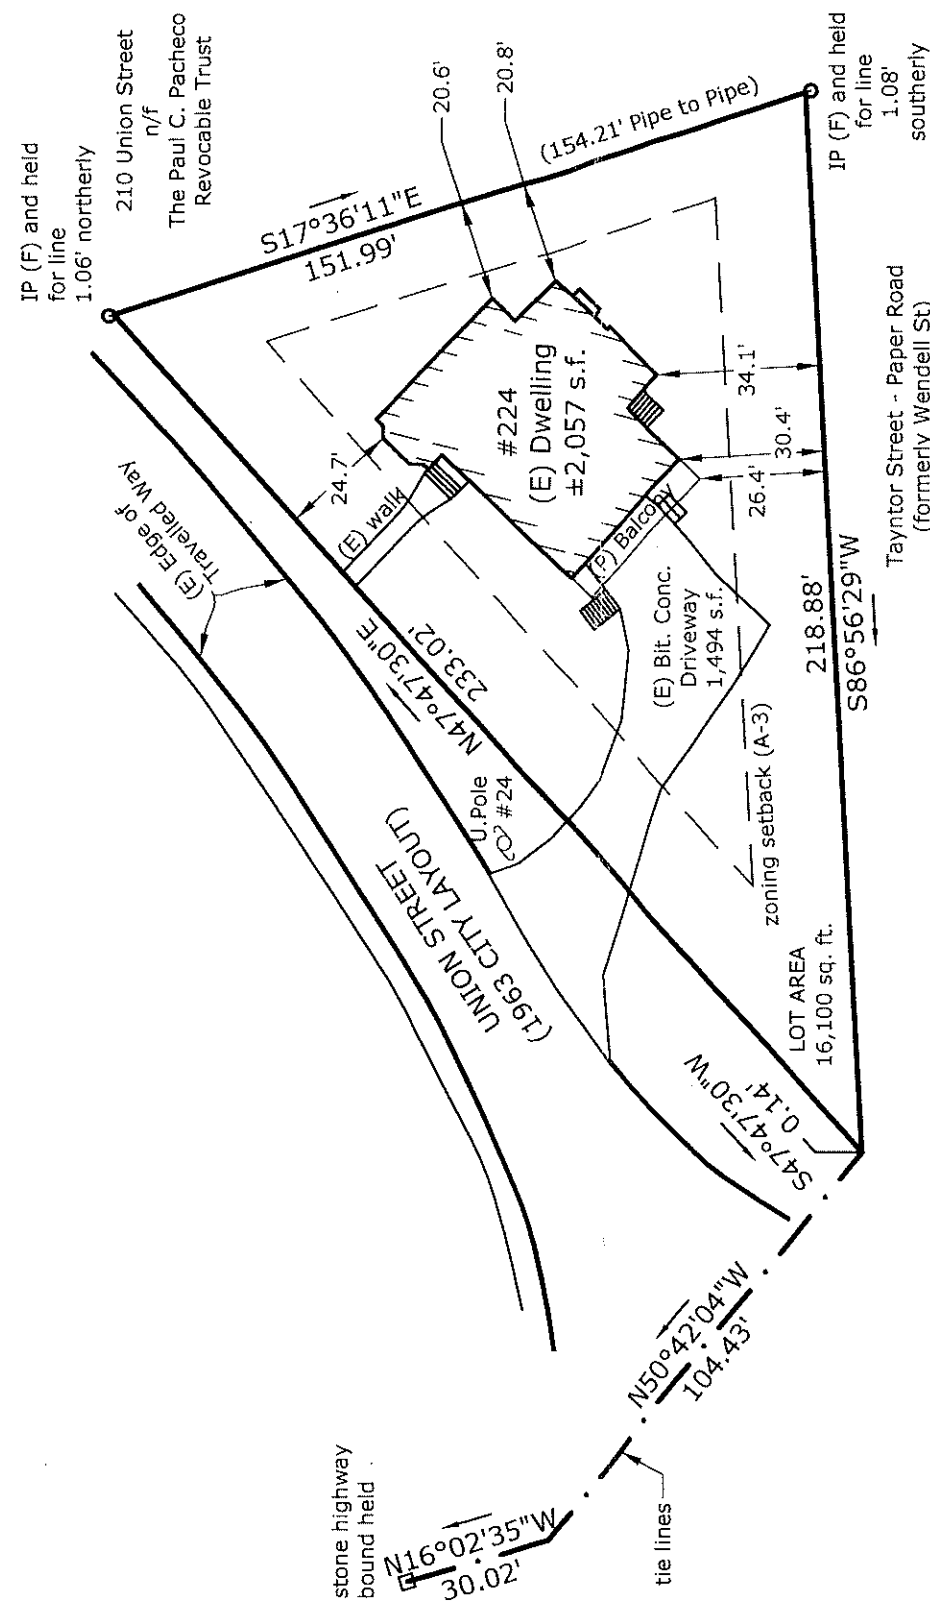 IP (F) and held
for line
1.06' northerly
210 Union Street
n/f
The Paul C. Pacheco
Revocable Trust
20.6'
20.8'
(154.21' Pipe to Pipe)
IP (F) and held
for line
1.08'
southerly
S17°36'11"E
151.99'
(E) Edge of
Travelled Way
24.7'
(E) walk
#224
(E) Dwelling
±2,057 s.f.
34.1'
30.4'
26.4'
(P) Balcony
(E) Bit. Conc.
Driveway
1,494 s.f.
Tayntor Street - Paper Road
(formerly Wendell St)
N47°47'30"E
233.02'
218.88'
S86°56'29"W
U.Pole
#24
zoning setback (A-3)
UNION STREET
(1963 CITY LAYOUT)
LOT AREA
16,100 sq. ft.
S47°47'30"W
0.14'
N50°42'04"W
104.43'
stone highway
bound held
N16°02'35"W
30.02'
tie lines